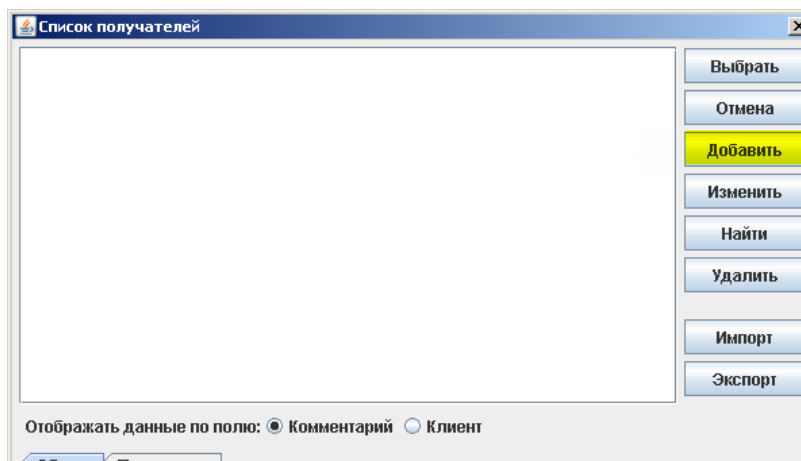 Список получателей
Выбрать
Отмена
Добавить
Изменить
Найти
Удалить
Импорт
Экспорт
Отображать данные по полю: Комментарий Клиент